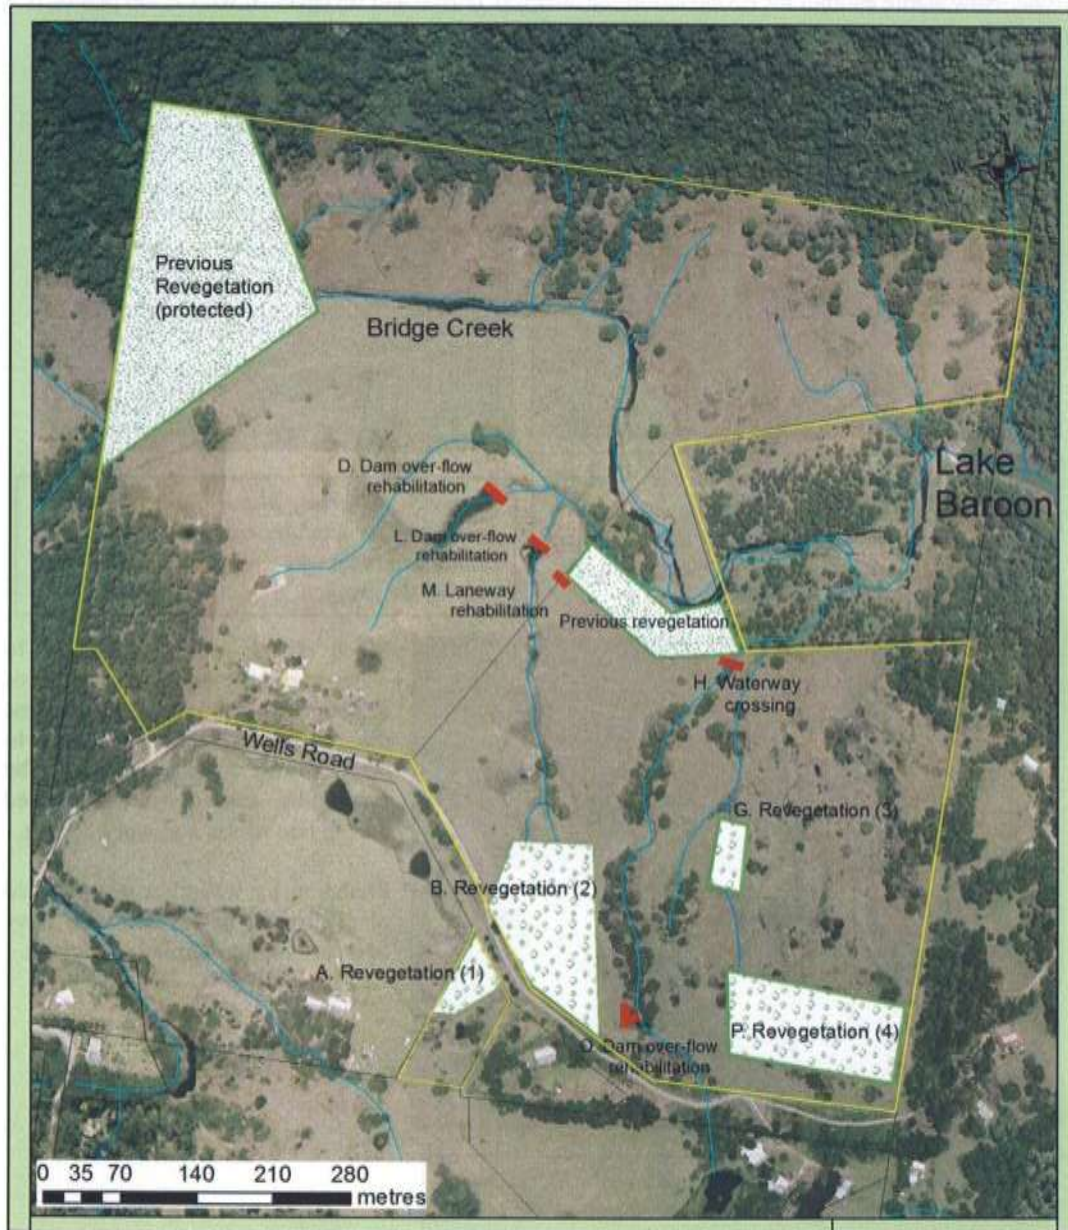 Previous
Revegetation
(protected)
Bridge Creek
Lake
Baroon
D. Dam over-flow
rehabilitation
L. Dam over-flow
rehabilitation
M. Laneway
rehabilitation
Previous revegetation
H. Waterway
crossing
Wells Road
G. Revegetation (3)
B. Revegetation (2)
A. Revegetation (1)
P. Revegetation (4)
O. Dam over-flow
rehabilitation
0 35 70 140 210 280
metres